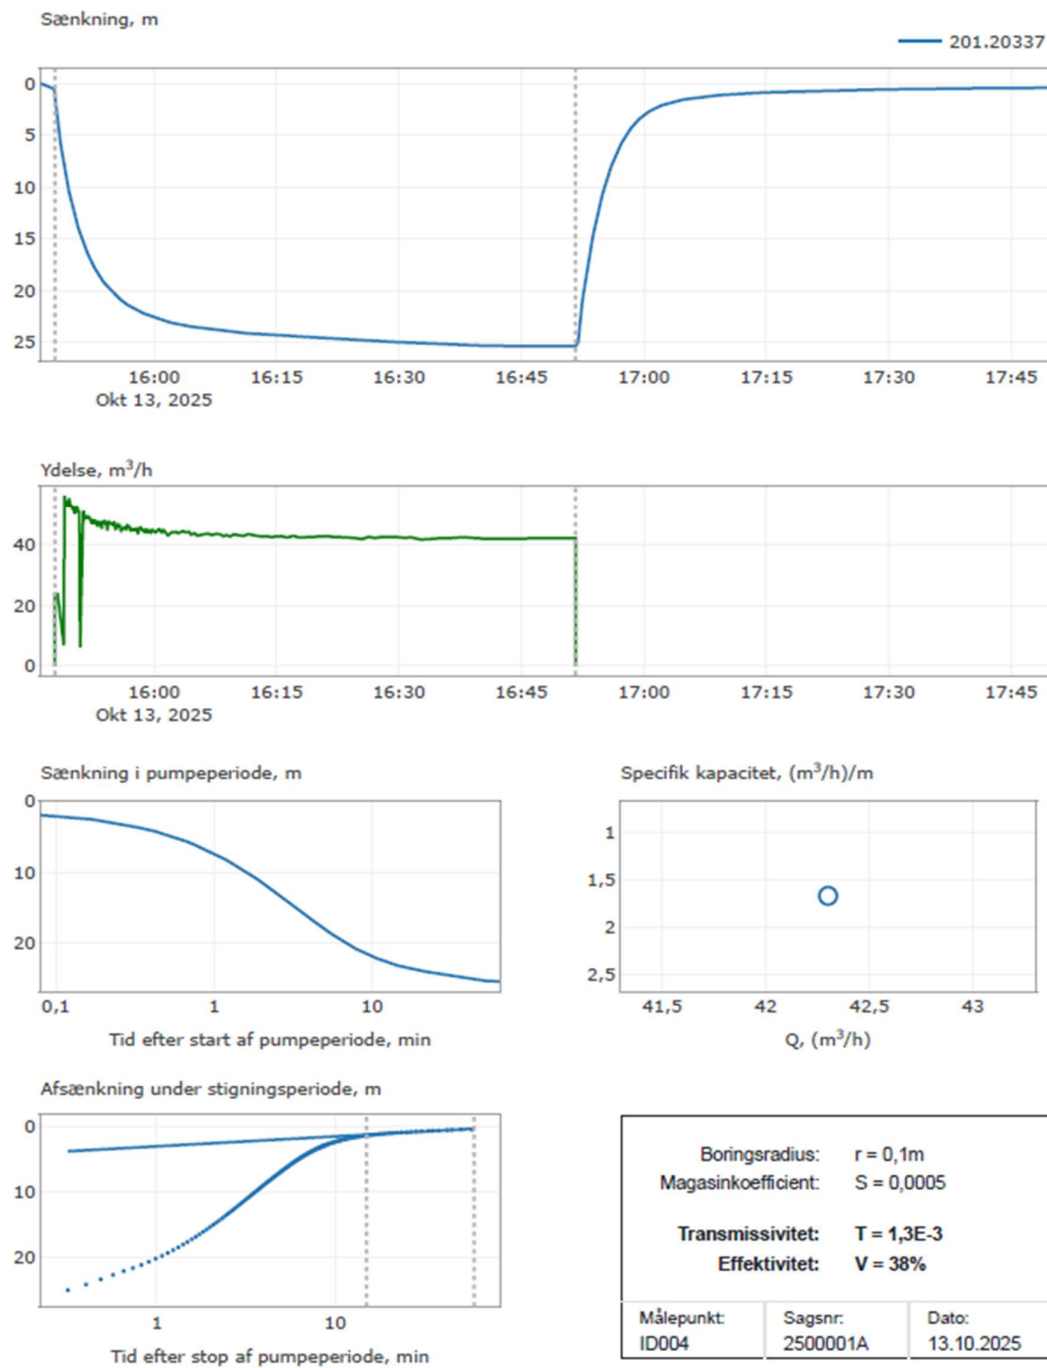 Sænkning, m
201.20337
0
5
10
15
20
25
16:00 16:15 16:30 16:45 17:00 17:15 17:30 17:45
Okt 13, 2025
Ydelse, m³/h
40
20
0
16:00 16:15 16:30 16:45 17:00 17:15 17:30 17:45
Okt 13, 2025
Sænkning i pumpeperiode, m
0
10
20
0,1 1 10
Tid efter start af pumpeperiode, min
Specifik kapacitet, (m³/h)/m
1
1,5
2
2,5
41,5 42 42,5 43
Q, (m³/h)
Afsænkning under stigningsperiode, m
0
10
20
1 10
Tid efter stop af pumpeperiode, min
Boringsradius: r = 0,1m
Magasinkoefficient: S = 0,0005
Transmissivitet: T = 1,3E-3
Effektivitet: V = 38%
Målepunkt: Sagsnr: Dato:
ID004 2500001A 13.10.2025